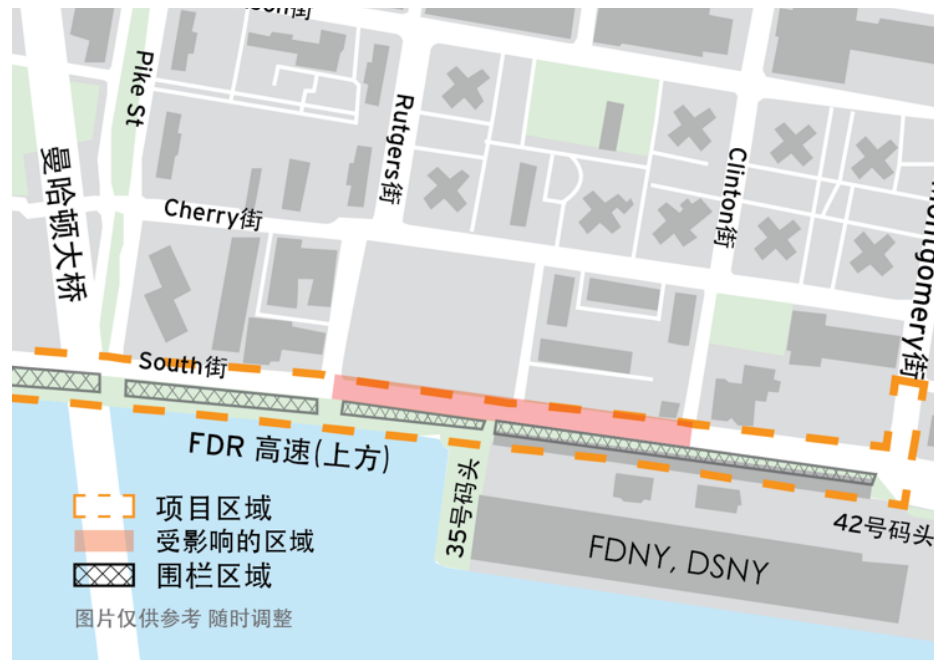 Pike St
Rutgers街
Clinton街
Montgomery街
曼哈顿大桥
Cherry街
South街
FDR 高速(上方)
35号码头
42号码头
FDNY, DSNY
项目区域
受影响的区域
围栏区域
图片仅供参考 随时调整